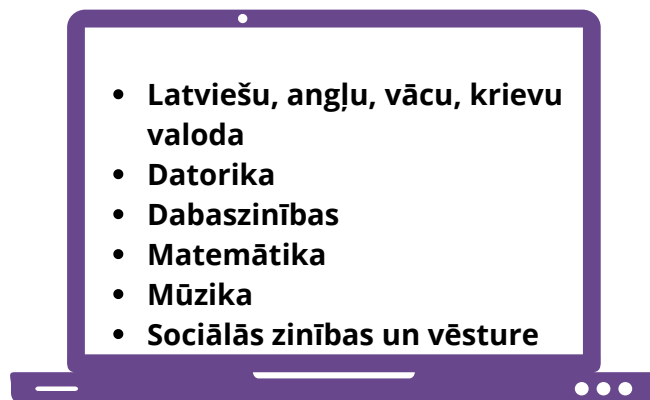 • Latviešu, angļu, vācu, krievu
valoda
• Datorika
• Dabaszinības
• Matemātika
• Mūzika
• Sociālās zinības un vēsture